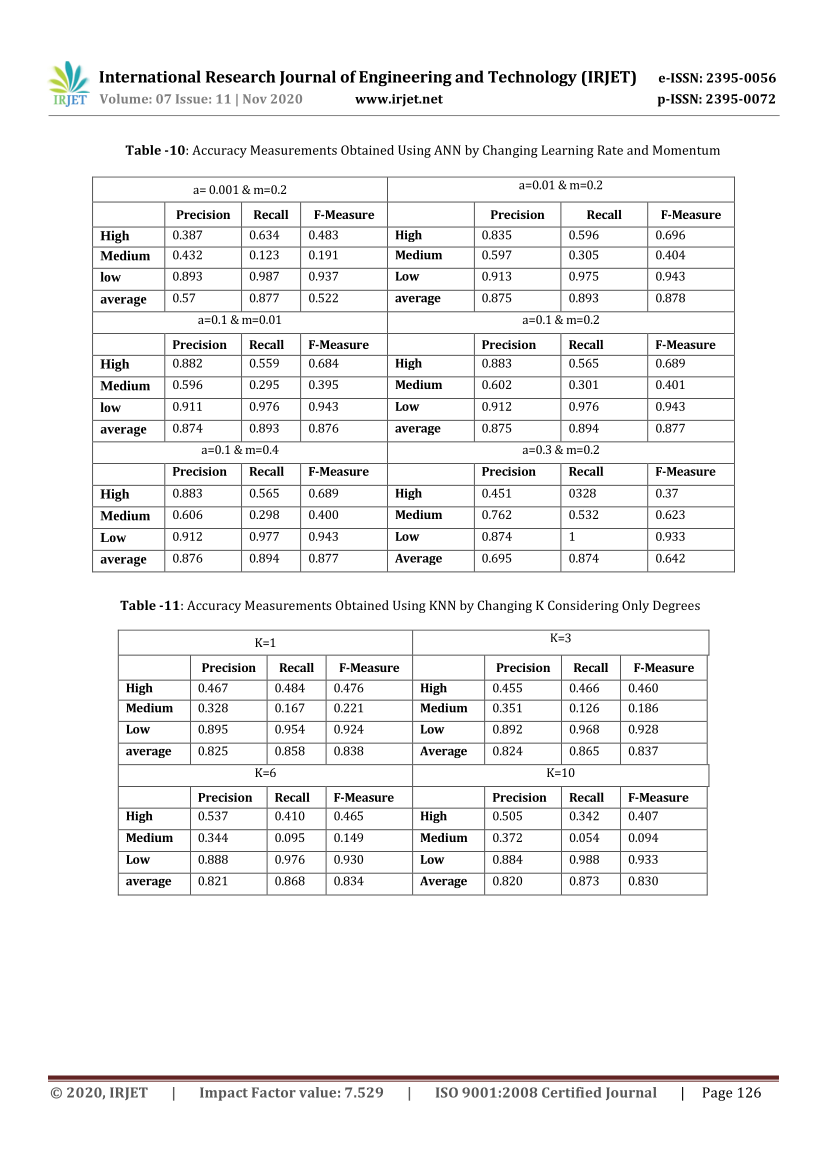 International Research Journal of Engineering and Technology (IRJET) e-ISSN: 2395-0056
IRJET Volume: 07 Issue: 11 | Nov 2020 www.irjet.net p-ISSN: 2395-0072
Table -10: Accuracy Measurements Obtained Using ANN by Changing Learning Rate and Momentum
a= 0.001 & m=0.2 a=0.01 & m=0.2
Precision Recall F-Measure Precision Recall F-Measure
High 0.387 0.634 0.483 High 0.835 0.596 0.696
Medium 0.432 0.123 0.191 Medium 0.597 0.305 0.404
low 0.893 0.987 0.937 Low 0.913 0.975 0.943
average 0.57 0.877 0.522 average 0.875 0.893 0.878
a=0.1 & m=0.01 a=0.1 & m=0.2
Precision Recall F-Measure Precision Recall F-Measure
High 0.882 0.559 0.684 High 0.883 0.565 0.689
Medium 0.596 0.295 0.395 Medium 0.602 0.301 0.401
low 0.911 0.976 0.943 Low 0.912 0.976 0.943
average 0.874 0.893 0.876 average 0.875 0.894 0.877
a=0.1 & m=0.4 a=0.3 & m=0.2
Precision Recall F-Measure Precision Recall F-Measure
High 0.883 0.565 0.689 High 0.451 0328 0.37
Medium 0.606 0.298 0.400 Medium 0.762 0.532 0.623
Low 0.912 0.977 0.943 Low 0.874 1 0.933
average 0.876 0.894 0.877 Average 0.695 0.874 0.642
Table -11: Accuracy Measurements Obtained Using KNN by Changing K Considering Only Degrees
K=1 K=3
Precision Recall F-Measure Precision Recall F-Measure
High 0.467 0.484 0.476 High 0.455 0.466 0.460
Medium 0.328 0.167 0.221 Medium 0.351 0.126 0.186
Low 0.895 0.954 0.924 Low 0.892 0.968 0.928
average 0.825 0.858 0.838 Average 0.824 0.865 0.837
K=6 K=10
Precision Recall F-Measure Precision Recall F-Measure
High 0.537 0.410 0.465 High 0.505 0.342 0.407
Medium 0.344 0.095 0.149 Medium 0.372 0.054 0.094
Low 0.888 0.976 0.930 Low 0.884 0.988 0.933
average 0.821 0.868 0.834 Average 0.820 0.873 0.830
© 2020, IRJET | Impact Factor value: 7.529 | ISO 9001:2008 Certified Journal | Page 126